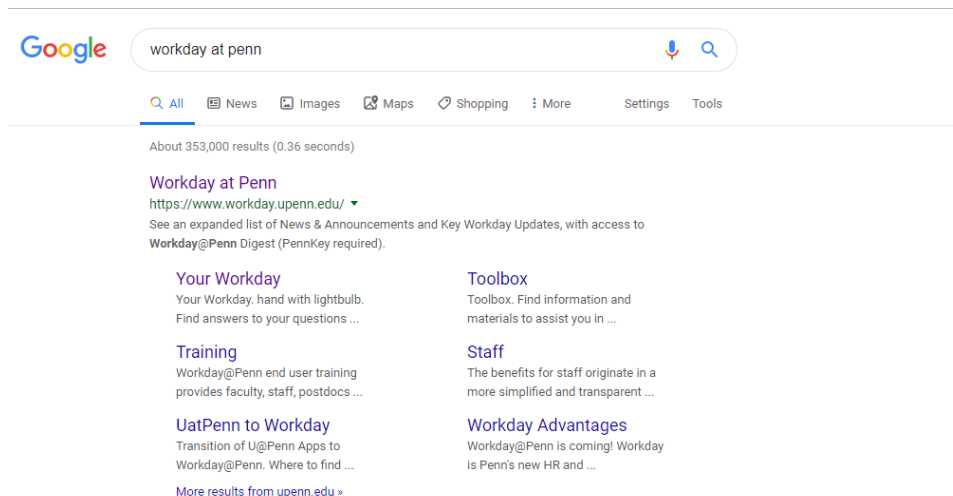 Google
workday at penn
All News Images Maps Shopping More Settings Tools
About 353,000 results (0.36 seconds)
Workday at Penn
https://www.workday.upenn.edu/
See an expanded list of News & Announcements and Key Workday Updates, with access to
Workday@Penn Digest (PennKey required).
Your Workday
Your Workday. hand with lightbulb.
Find answers to your questions ...
Toolbox
Toolbox. Find information and
materials to assist you in ...
Training
Workday@Penn end user training
provides faculty, staff, postdocs ...
Staff
The benefits for staff originate in a
more simplified and transparent ...
UatPenn to Workday
Transition of U@Penn Apps to
Workday@Penn. Where to find ...
Workday Advantages
Workday@Penn is coming! Workday
is Penn's new HR and ...
More results from upenn.edu »